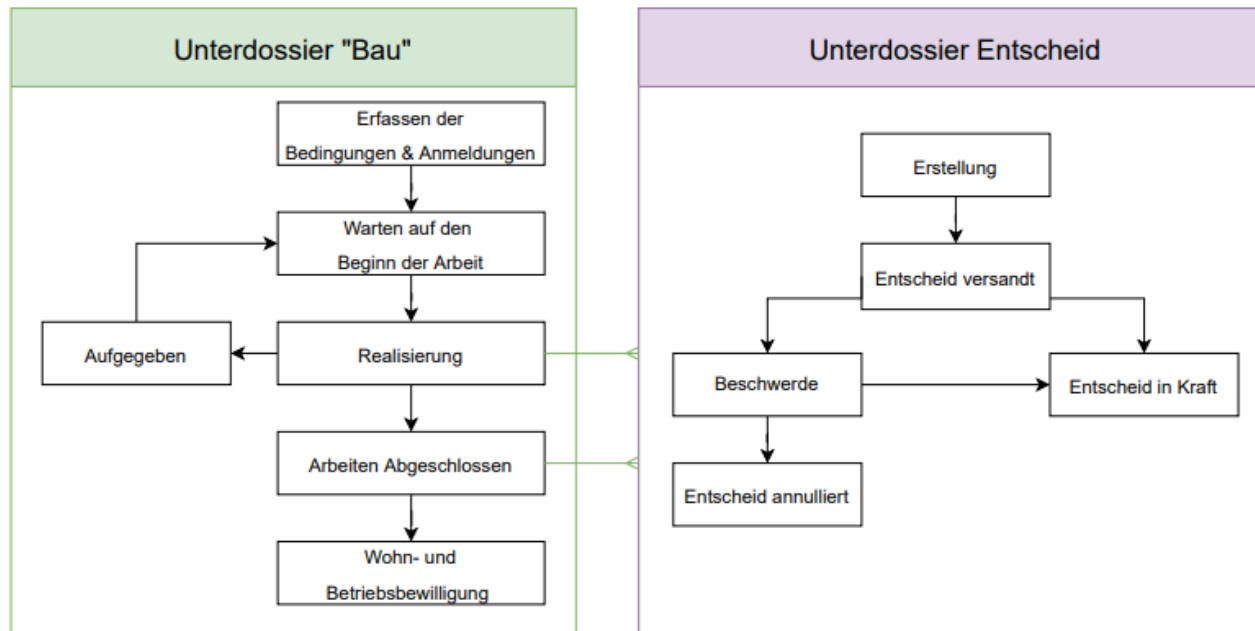 Unterdossier "Bau"
Erfassen der
Bedingungen & Anmeldungen
Warten auf den
Beginn der Arbeit
Aufgegeben
Realisierung
Arbeiten Abgeschlossen
Wohn- und
Betriebsbewilligung
Unterdossier Entscheid
Erstellung
Entscheid versandt
Beschwerde
Entscheid in Kraft
Entscheid annulliert